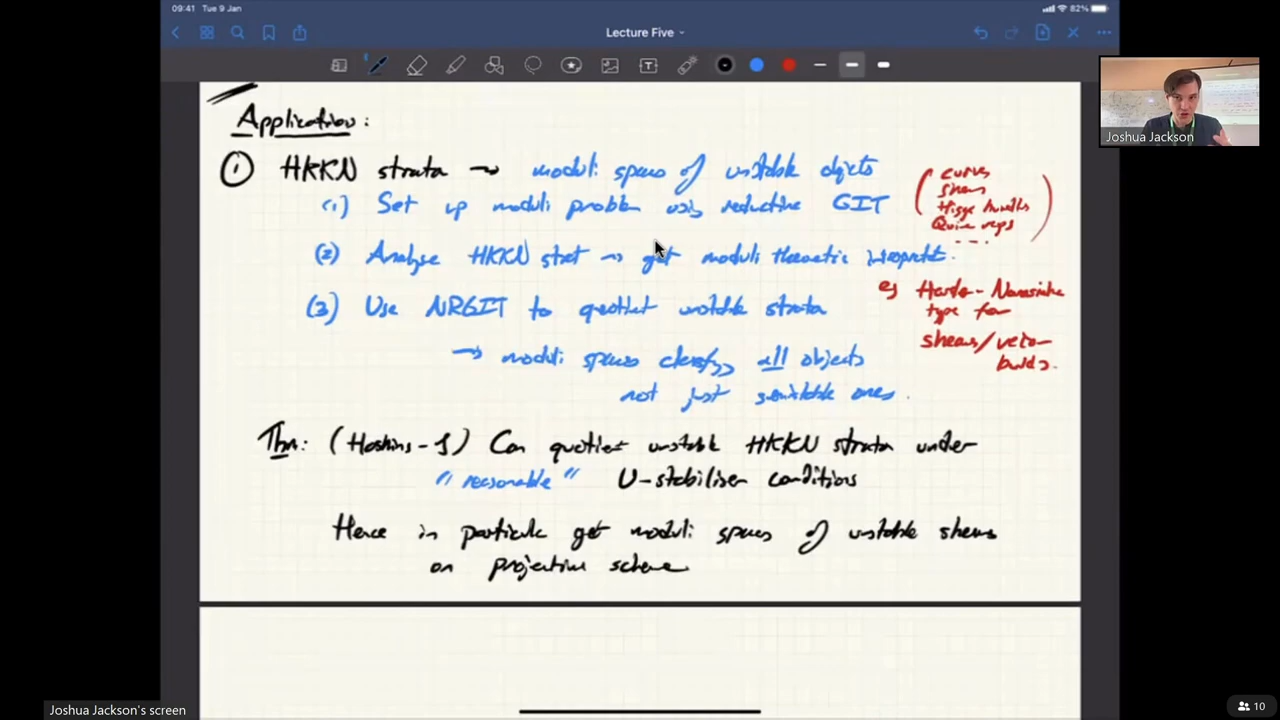 09:41 Tue 9 Jan
82%
Lecture Five
Application:
① HKKN strata → moduli spaces of unstable objects
(curves
sheaves
Higgs bundles
Quiver reps
...)
(1) Set up moduli problem using reductive GIT
(2) Analyse HKKN strat → get moduli theoretic interpret.
eg Harder-Narasimhan
type for
sheaves/vector
bundles.
(3) Use NRGIT to quotient unstable strata
→ moduli spaces classifying all objects
not just semistable ones.
Thm: (Hoskins-J) Can quotient unstable HKKN strata under
"reasonable" U-stabiliser conditions
Hence in particular get moduli spaces of unstable sheaves
on projective scheme
Joshua Jackson
Joshua Jackson's screen
10